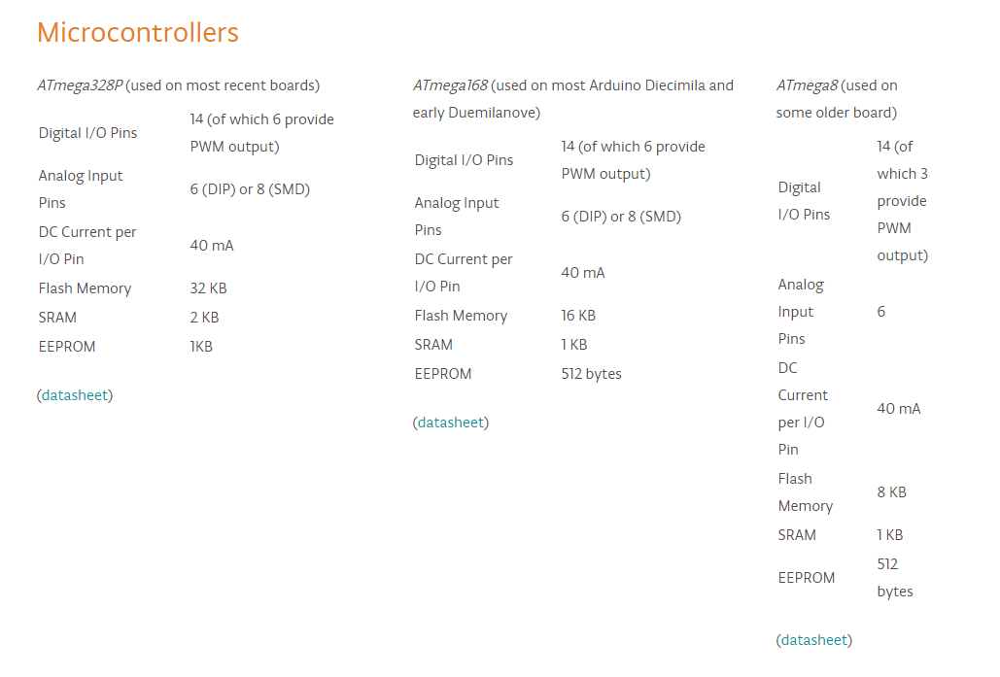 Microcontrollers
ATmega328P (used on most recent boards)
Digital I/O Pins
14 (of which 6 provide
PWM output)
Analog Input
Pins
6 (DIP) or 8 (SMD)
DC Current per
I/O Pin
40 mA
Flash Memory
32 KB
SRAM
2 KB
EEPROM
1KB
(datasheet)
ATmega168 (used on most Arduino Diecimila and
early Duemilanove)
Digital I/O Pins
14 (of which 6 provide
PWM output)
Analog Input
Pins
6 (DIP) or 8 (SMD)
DC Current per
I/O Pin
40 mA
Flash Memory
16 KB
SRAM
1 KB
EEPROM
512 bytes
(datasheet)
ATmega8 (used on
some older board)
Digital
I/O Pins
14 (of
which 3
provide
PWM
output)
Analog
Input
Pins
6
DC
Current
per I/O
Pin
40 mA
Flash
Memory
8 KB
SRAM
1 KB
EEPROM
512
bytes
(datasheet)